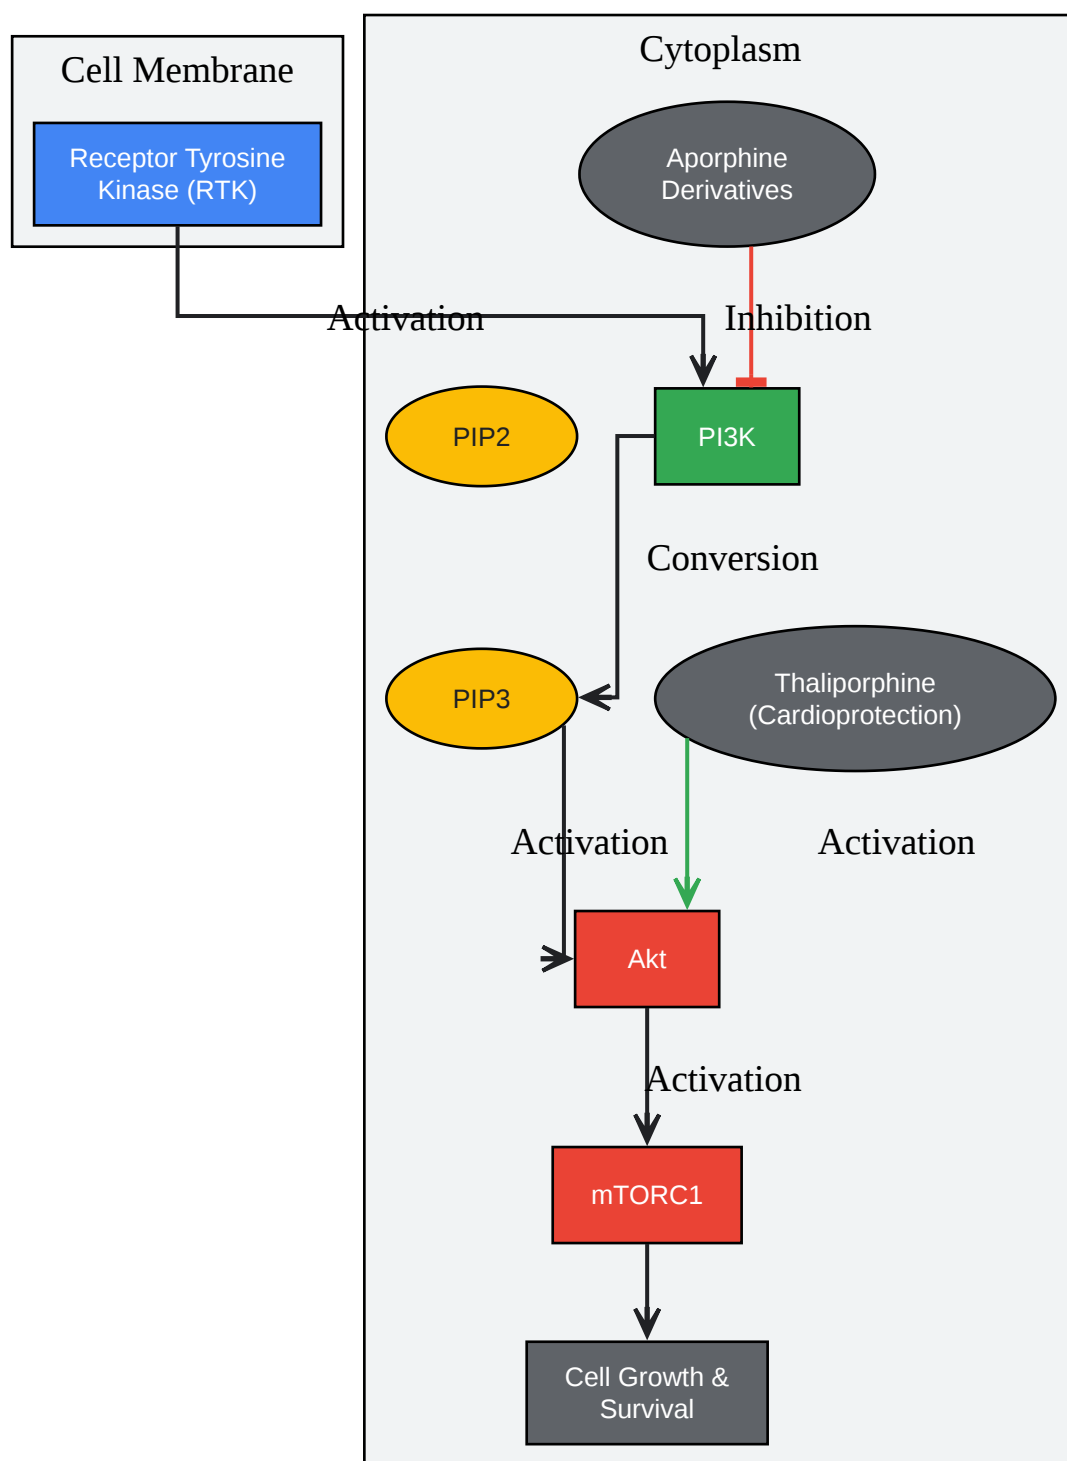 Cell Membrane
Cytoplasm
Receptor Tyrosine
Kinase (RTK)
Aporphine
Derivatives
Activation
Inhibition
PIP2
PI3K
Conversion
PIP3
Thaliporphine
(Cardioprotection)
Activation
Activation
Akt
Activation
mTORC1
Cell Growth &
Survival